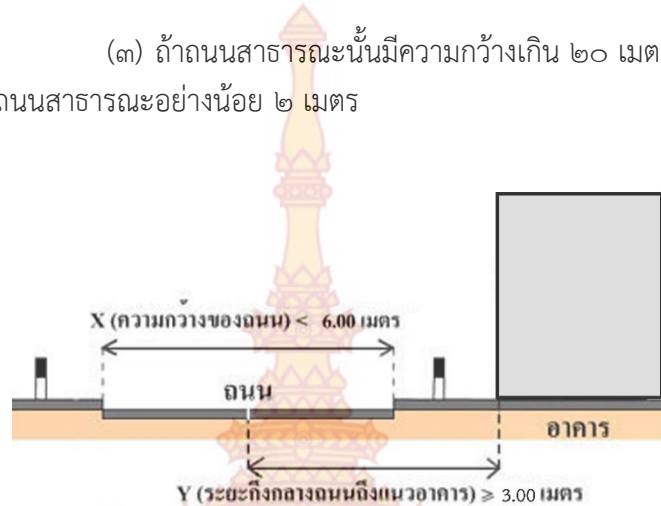 (๓) ถ้าถนนสาธารณะนั้นมีความกว้างเกิน ๒๐ เมต
ถนนสาธารณะอย่างน้อย ๒ เมตร
X (ความกว้างของถนน) < 6.00 เมตร
ถนน
อาคาร
Y (ระยะกึ่งกลางถนนถึงแนวอาคาร) ≥ 3.00 เมตร